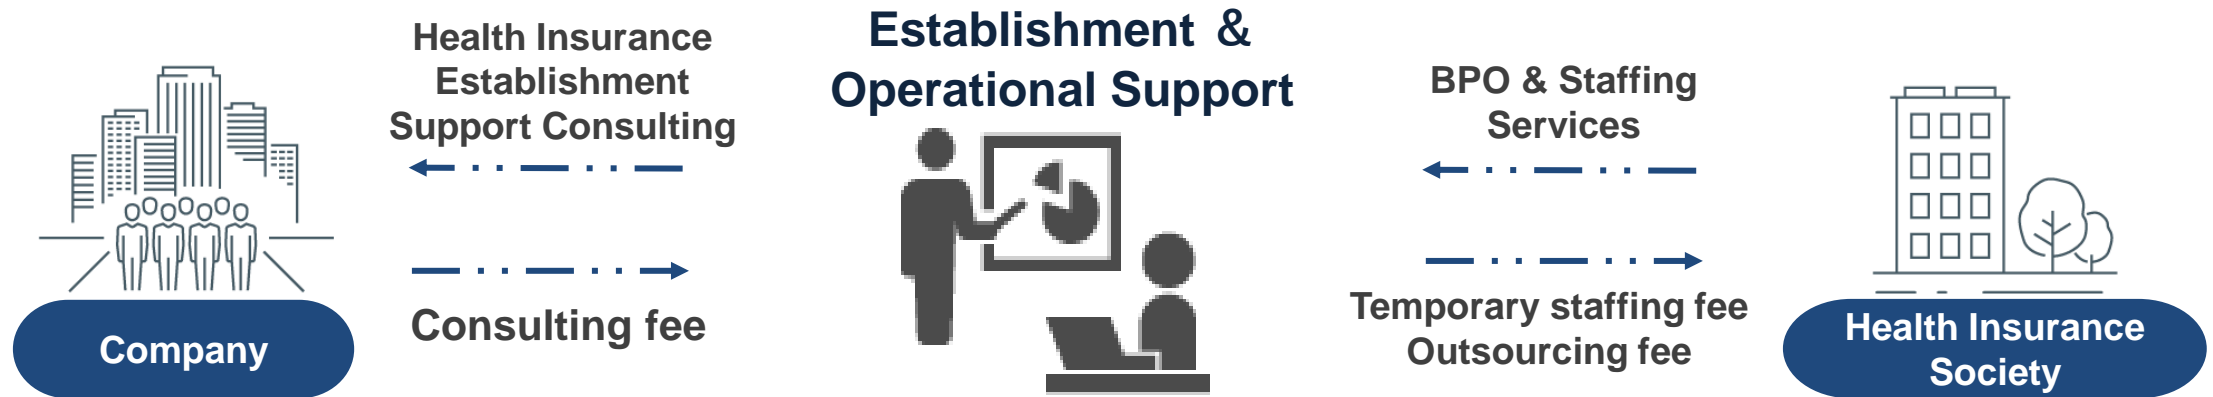 Health Insurance
Establishment
Support Consulting
Consulting fee
Company
Establishment &
Operational Support
BPO & Staffing
Services
Temporary staffing fee
Outsourcing fee
Health Insurance
Society